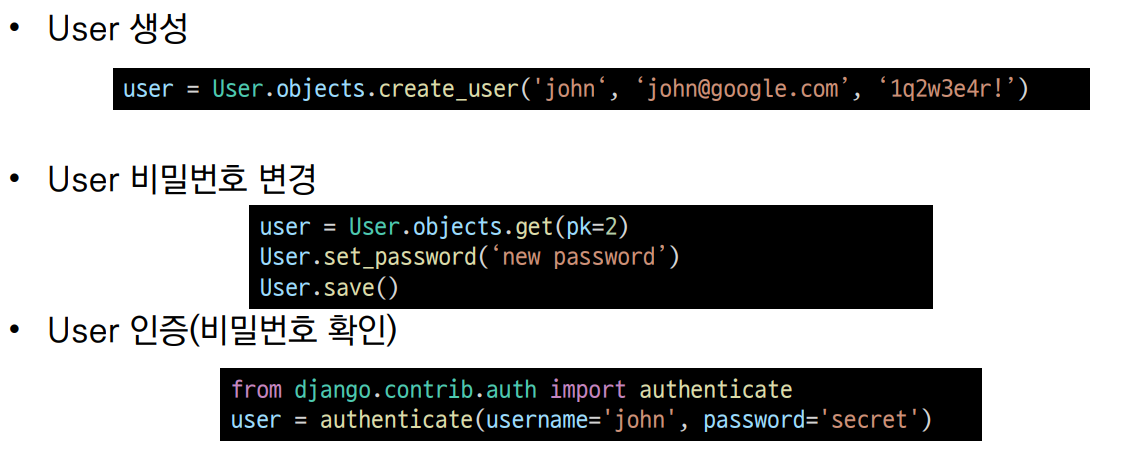 • User 생성
user = User.objects.create_user('john‘, ‘john@google.com’, ‘1q2w3e4r!’)
• User 비밀번호 변경
user = User.objects.get(pk=2)
User.set_password(‘new password’)
User.save()
• User 인증(비밀번호 확인)
from django.contrib.auth import authenticate
user = authenticate(username='john', password='secret')